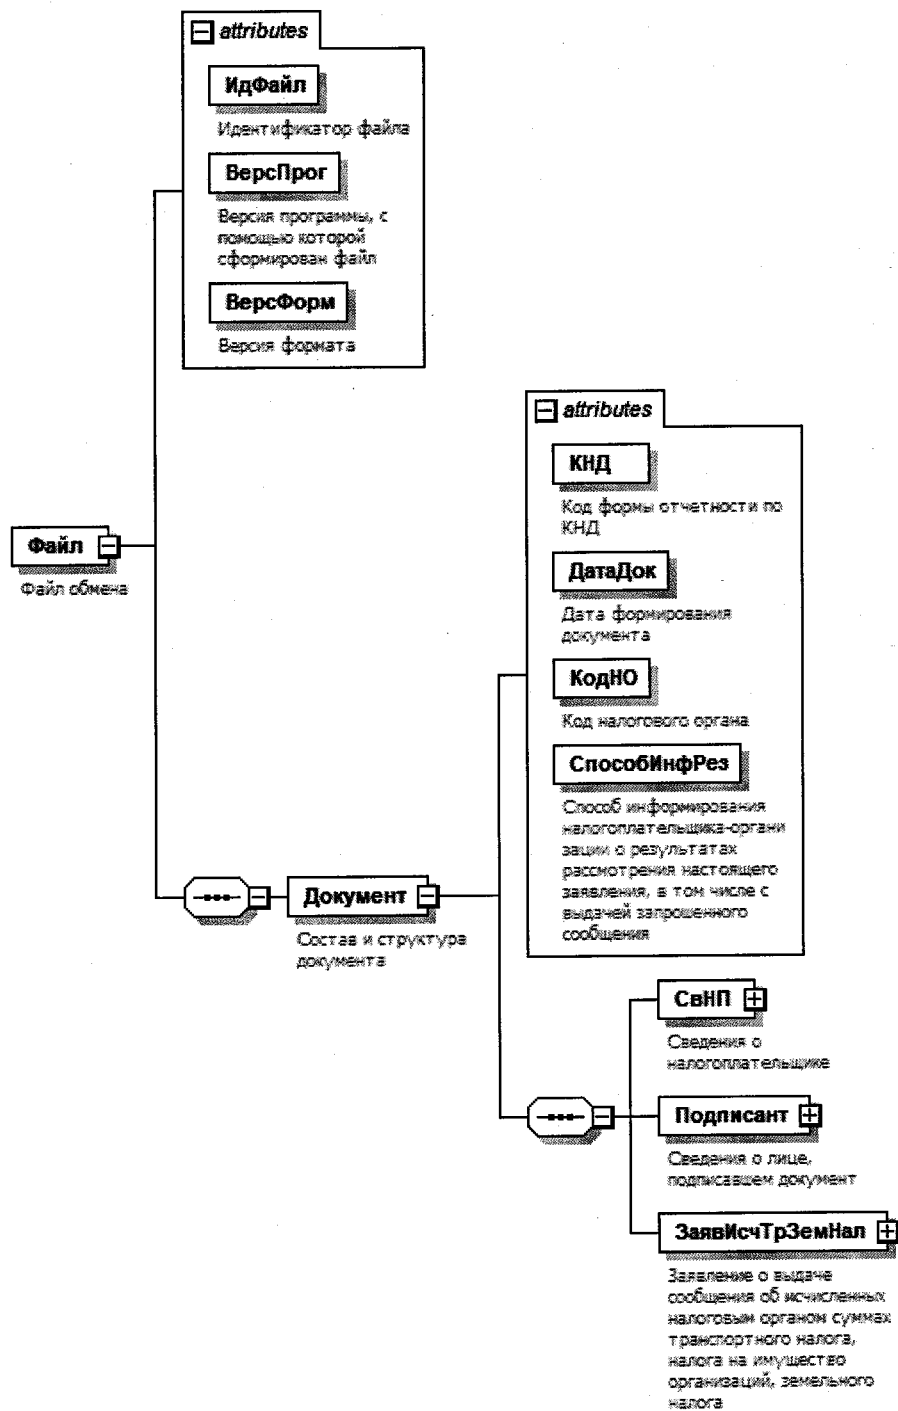 attributes
ИдФайл
Идентификатор файла
ВерсПрог
Версия программы, с
помощью которой
сформирован файл
ВерсФорм
Версия формата
Файл
Файл обмена
Документ
Состав и структура
документа
attributes
КНД
Код формы отчетности по
КНД
ДатаДок
Дата формирования
документа
КодНО
Код налогового органа
СпособИнфРез
Способ информирования
налогоплательщика-органи
зации о результатах
рассмотрения настоящего
заявления, в том числе с
выдачей запрошенного
сообщения
СвНП
Сведения о
налогоплательщике
Подписант
Сведения о лице,
подписавшем документ
ЗаявИсчТрЗемНал
Заявление о выдаче
сообщения об исчисленных
налоговым органом суммах
транспортного налога,
налога на имущество
организаций, земельного
налога